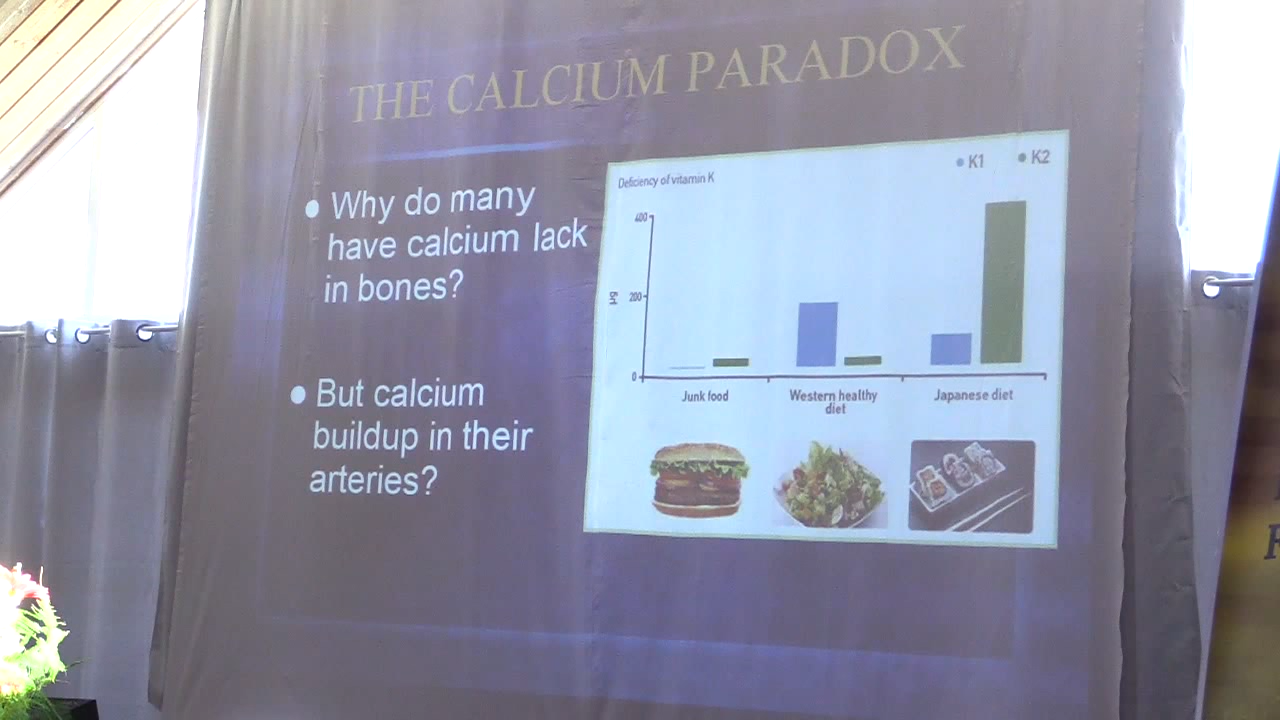 THE CALCIUM PARADOX
• Why do many
have calcium lack
in bones?
• But calcium
buildup in their
arteries?
K1 K2
Deficiency of vitamin K
400
200
µg
0
Junk food
Western healthy
diet
Japanese diet